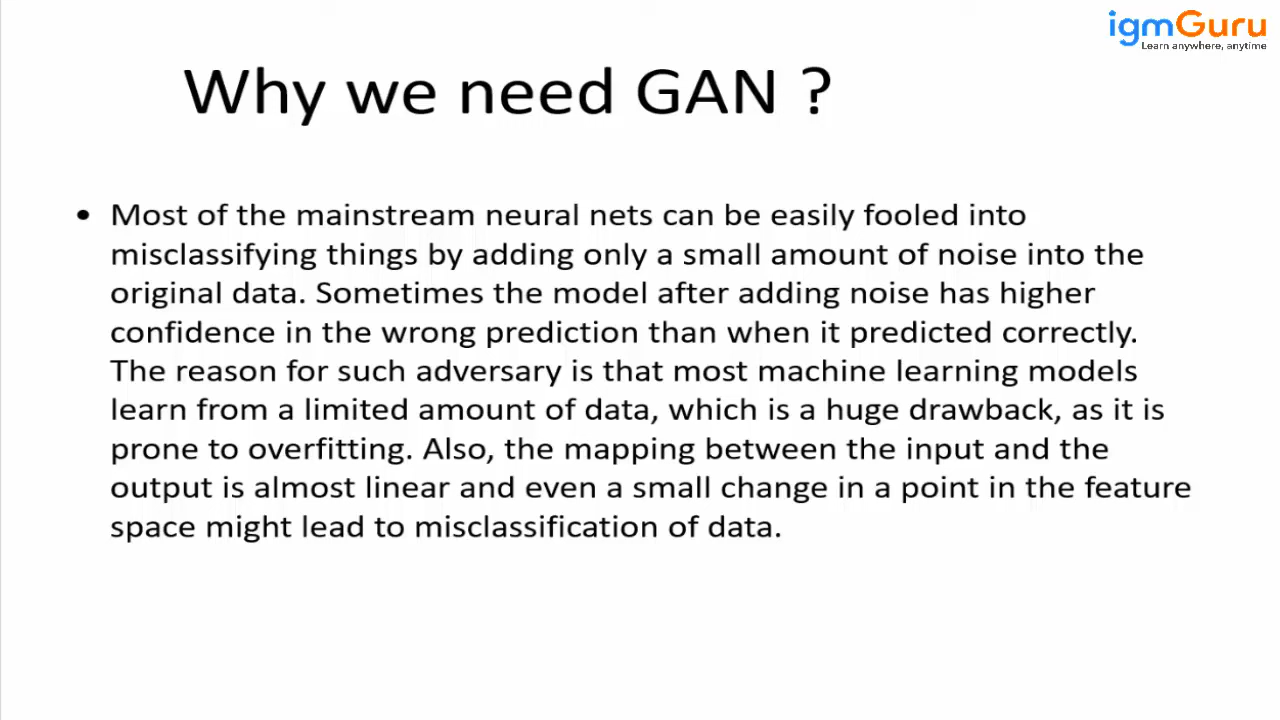 igmGuru
Learn anywhere, anytime
Why we need GAN ?
• Most of the mainstream neural nets can be easily fooled into
misclassifying things by adding only a small amount of noise into the
original data. Sometimes the model after adding noise has higher
confidence in the wrong prediction than when it predicted correctly.
The reason for such adversary is that most machine learning models
learn from a limited amount of data, which is a huge drawback, as it is
prone to overfitting. Also, the mapping between the input and the
output is almost linear and even a small change in a point in the feature
space might lead to misclassification of data.